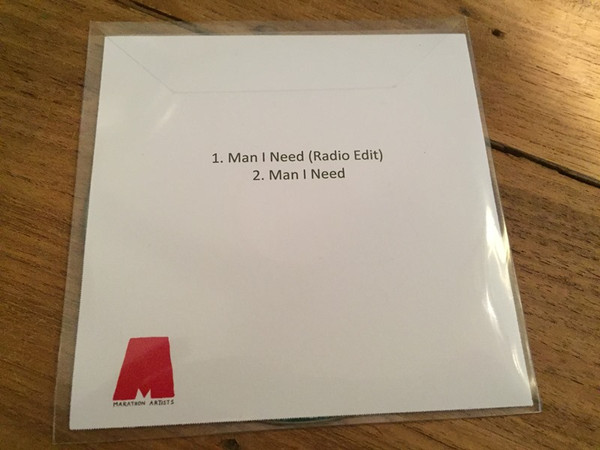 1. Man I Need (Radio Edit)
2. Man I Need
MARATHON ARTISTS